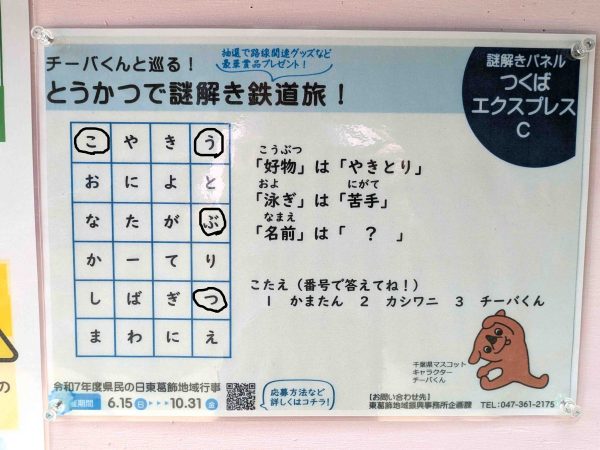 チーバくんと巡る！
抽選で路線関連グッズなど
豪華賞品プレゼント！
とうかつで謎解き鉄道旅！
謎解きパネル
つくば
エクスプレス
C
こ や き う
お に よ と
な た が ぶ
か ー て り
し ば ぎ つ
ま わ に え
こうぶつ
「好物」は「やきとり」
およ にがて
「泳ぎ」は「苦手」
なまえ
「名前」は「 ？ 」
こたえ（番号で答えてね！）
1 かまたん 2 カシワニ 3 チーバくん
千葉県マスコット
キャラクター
チーバくん
令和7年度県民の日東葛飾地域行事
期間 6.15(日)▸▸▸10.31(金)
応募方法など
詳しくはコチラ！
【お問い合わせ先】
東葛飾地域振興事務所企画課 TEL:047-361-2175
の